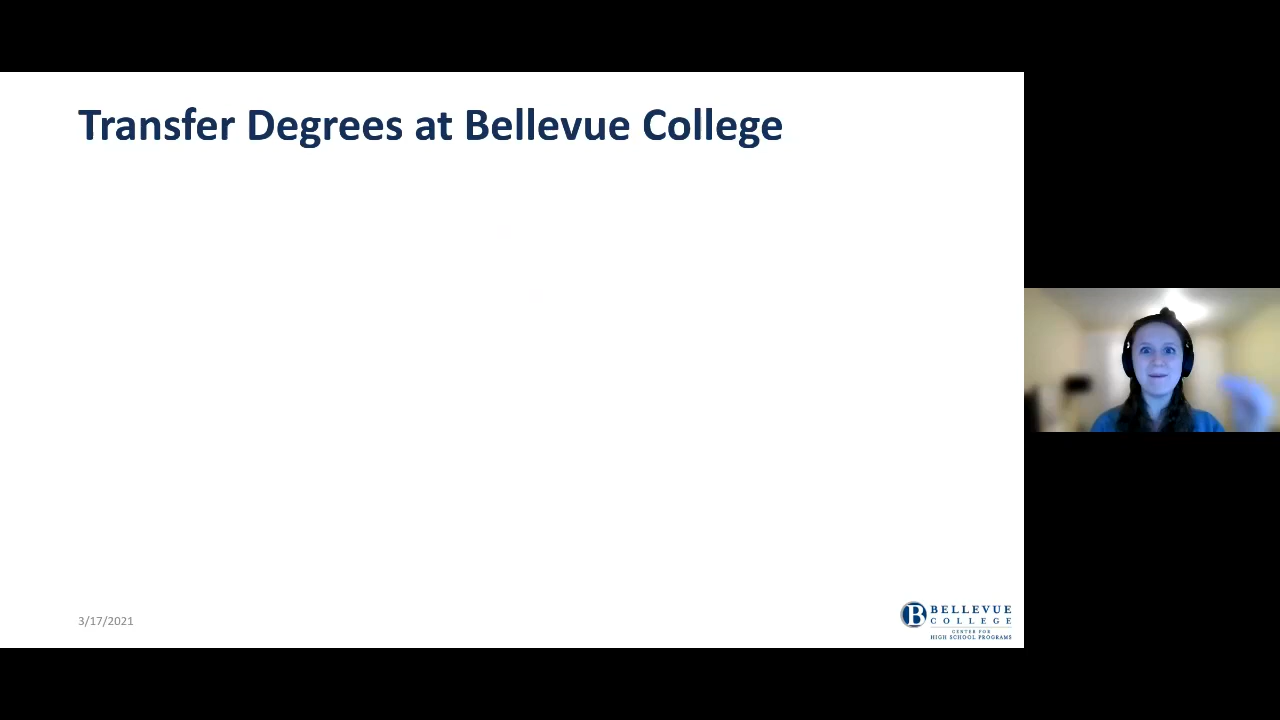 Transfer Degrees at Bellevue College
3/17/2021
B
BELLEVUE
COLLEGE
CENTER FOR
HIGH SCHOOL PROGRAMS